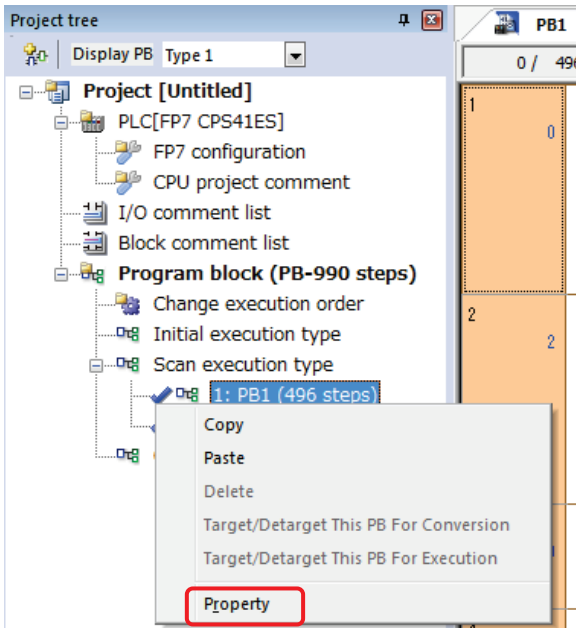 Project tree
Display PB Type 1
Project [Untitled]
PLC[FP7 CPS41ES]
FP7 configuration
CPU project comment
I/O comment list
Block comment list
Program block (PB-990 steps)
Change execution order
Initial execution type
Scan execution type
1: PB1 (496 steps)
Copy
Paste
Delete
Target/Detarget This PB For Conversion
Target/Detarget This PB For Execution
Property
PB1
0 / 496
1
0
2
2